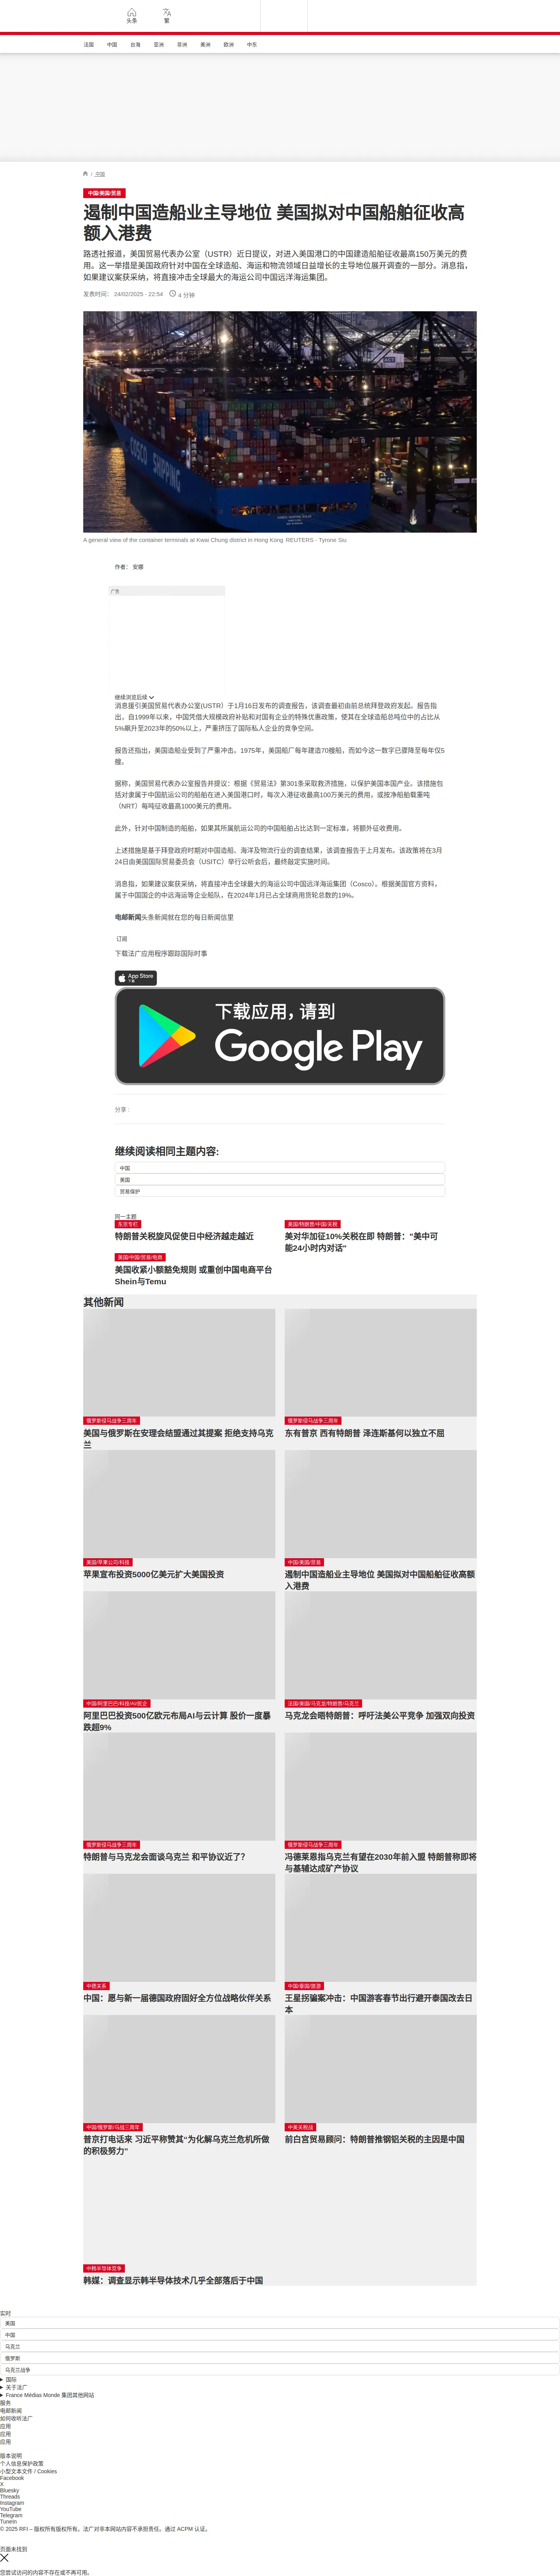 头条
繁
法国
中国
台海
亚洲
非洲
美洲
欧洲
中东
/ 中国
中国/美国/贸易
遏制中国造船业主导地位 美国拟对中国船舶征收高
额入港费
路透社报道，美国贸易代表办公室（USTR）近日提议，对进入美国港口的中国建造船舶征收最高150万美元的费
用。这一举措是美国政府针对中国在全球造船、海运和物流领域日益增长的主导地位展开调查的一部分。消息指，
如果建议案获采纳，将直接冲击全球最大的海运公司中国远洋海运集团。
发表时间： 24/02/2025 - 22:54
4 分钟
COSCO SHIPPING
A general view of the container terminals at Kwai Chung district in Hong Kong REUTERS - Tyrone Siu
作者： 安娜
广告
继续浏览后续
消息援引美国贸易代表办公室(USTR）于1月16日发布的调查报告，该调查最初由前总统拜登政府发起。报告指
出，自1999年以来，中国凭借大规模政府补贴和对国有企业的特殊优惠政策，使其在全球造船总吨位中的占比从
5%飙升至2023年的50%以上，严重挤压了国际私人企业的竞争空间。
报告还指出，美国造船业受到了严重冲击。1975年，美国船厂每年建造70艘船，而如今这一数字已骤降至每年仅5
艘。
据称，美国贸易代表办公室报告并提议：根据《贸易法》第301条采取救济措施，以保护美国本国产业。该措施包
括对隶属于中国航运公司的船舶在进入美国港口时，每次入港征收最高100万美元的费用，或按净船舶载重吨
（NRT）每吨征收最高1000美元的费用。
此外，针对中国制造的船舶，如果其所属航运公司的中国船舶占比达到一定标准，将额外征收费用。
上述措施是基于拜登政府时期对中国造船、海洋及物流行业的调查结果，该调查报告于上月发布。该政策将在3月
24日由美国国际贸易委员会（USITC）举行公听会后，最终敲定实施时间。
消息指，如果建议案获采纳，将直接冲击全球最大的海运公司中国远洋海运集团（Cosco）。根据美国官方资料，
属于中国国企的中远海运等企业船队，在2024年1月已占全球商用货轮总数的19%。
电邮新闻头条新闻就在您的每日新闻信里
订阅
下载法广应用程序跟踪国际时事
App Store
下载
下载应用，请到
Google Play
分享 :
继续阅读相同主题内容:
中国
美国
贸易保护
同一主题
东京专栏
特朗普关税旋风促使日中经济越走越近
美国/特朗普/中国/关税
美对华加征10%关税在即 特朗普："美中可
能24小时内对话"
美国/中国/贸易/电商
美国收紧小额豁免规则 或重创中国电商平台
Shein与Temu
其他新闻
俄罗斯侵乌战争三周年
美国与俄罗斯在安理会结盟通过其提案 拒绝支持乌克
兰
俄罗斯侵乌战争三周年
东有普京 西有特朗普 泽连斯基何以独立不屈
美国/苹果公司/科技
苹果宣布投资5000亿美元扩大美国投资
中国/美国/贸易
遏制中国造船业主导地位 美国拟对中国船舶征收高额
入港费
中国/阿里巴巴/科技/AI/民企
阿里巴巴投资500亿欧元布局AI与云计算 股价一度暴
跌超9%
法国/美国/马克龙/特朗普/乌克兰
马克龙会晤特朗普：呼吁法美公平竞争 加强双向投资
俄罗斯侵乌战争三周年
特朗普与马克龙会面谈乌克兰 和平协议近了?
俄罗斯侵乌战争三周年
冯德莱恩指乌克兰有望在2030年前入盟 特朗普称即将
与基辅达成矿产协议
中德关系
中国：愿与新一届德国政府固好全方位战略伙伴关系
中国/泰国/旅游
王星拐骗案冲击：中国游客春节出行避开泰国改去日
本
中国/俄罗斯/乌战三周年
普京打电话来 习近平称赞其“为化解乌克兰危机所做
的积极努力”
中美关税战
前白宫贸易顾问：特朗普推钢铝关税的主因是中国
中韩半导体竞争
韩媒：调查显示韩半导体技术几乎全部落后于中国
实时
美国
中国
乌克兰
俄罗斯
乌克兰战争
国际
关于法广
France Médias Monde 集团其他网站
服务
电邮新闻
如何收听法广
应用
应用
应用
版本说明
个人信息保护政策
小型文本文件 / Cookies
Facebook
X
Bluesky
Threads
Instagram
YouTube
Telegram
TuneIn
© 2025 RFI – 版权所有版权所有。法广对非本网站内容不承担责任。通过 ACPM 认证。
页面未找到
您尝试访问的内容不存在或不再可用。